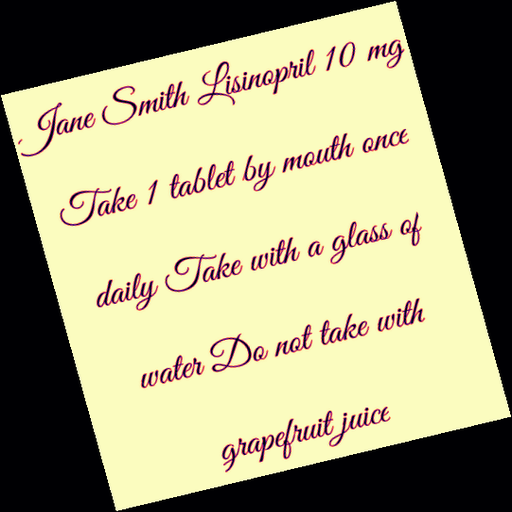 Jane Smith Lisinopril 10 mg
Take 1 tablet by mouth once
daily Take with a glass of
water Do not take with
grapefruit juice